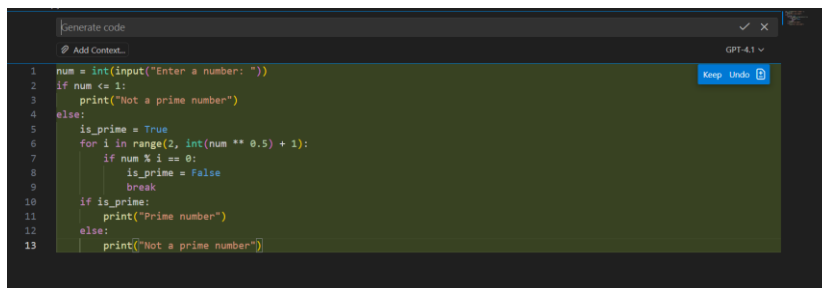 Generate code
Add Context...
GPT-4.1
Keep Undo
1 num = int(input("Enter a number: "))
2 if num <= 1:
3     print("Not a prime number")
4 else:
5     is_prime = True
6     for i in range(2, int(num ** 0.5) + 1):
7         if num % i == 0:
8             is_prime = False
9             break
10     if is_prime:
11         print("Prime number")
12     else:
13         print("Not a prime number")